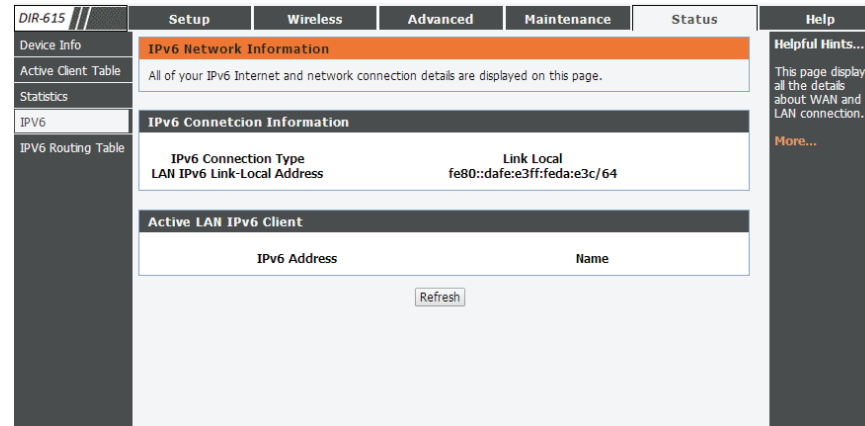 DIR-615
Setup Wireless Advanced Maintenance Status Help
Device Info
Active Client Table
Statistics
IPV6
IPV6 Routing Table
IPv6 Network Information
All of your IPv6 Internet and network connection details are displayed on this page.
IPv6 Connetcion Information
IPv6 Connection Type Link Local
LAN IPv6 Link-Local Address fe80::dafe:e3ff:feda:e3c/64
Active LAN IPv6 Client
IPv6 Address Name
Refresh
Helpful Hints...
This page display
all the details
about WAN and
LAN connection.
More...